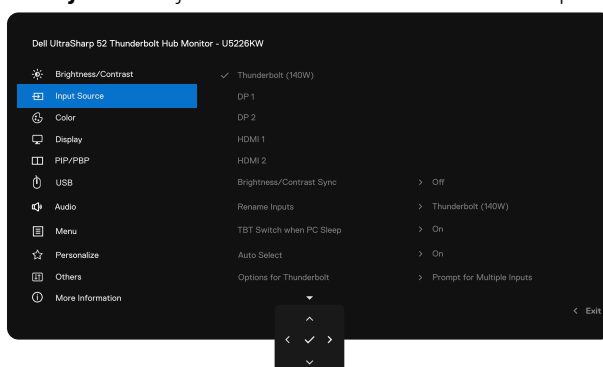 Dell UltraSharp 52 Thunderbolt Hub Monitor - U5226KW
Brightness/Contrast ✓ Thunderbolt (140W)
Input Source DP 1
Color DP 2
Display HDMI 1
PIP/PBP HDMI 2
USB Brightness/Contrast Sync > Off
Audio Rename Inputs > Thunderbolt (140W)
Menu TBT Switch when PC Sleep > On
Personalize Auto Select > On
Others Options for Thunderbolt > Prompt for Multiple Inputs
More Information
< Exit